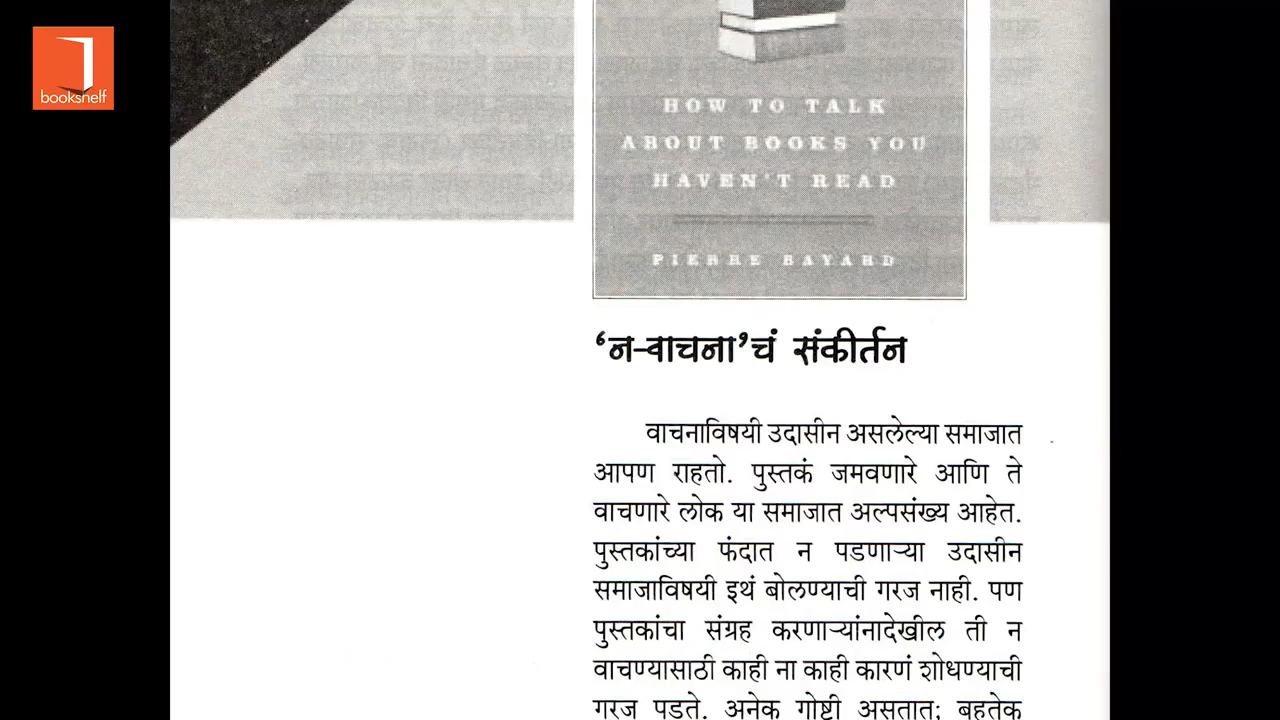 booksnelf
HOW TO TALK
ABOUT BOOKS YOU
HAVEN'T READ
PIERRE BAYARD
‘न-वाचना’चं संकीर्तन
वाचनाविषयी उदासीन असलेल्या समाजात
आपण राहतो. पुस्तकं जमवणारे आणि ते
वाचणारे लोक या समाजात अल्पसंख्य आहेत.
पुस्तकांच्या फंदात न पडणाऱ्या उदासीन
समाजाविषयी इथं बोलण्याची गरज नाही. पण
पुस्तकांचा संग्रह करणाऱ्यांनादेखील ती न
वाचण्यासाठी काही ना काही कारणं शोधण्याची
गरज पडते. अनेक गोष्टी असतात; बहुतेक